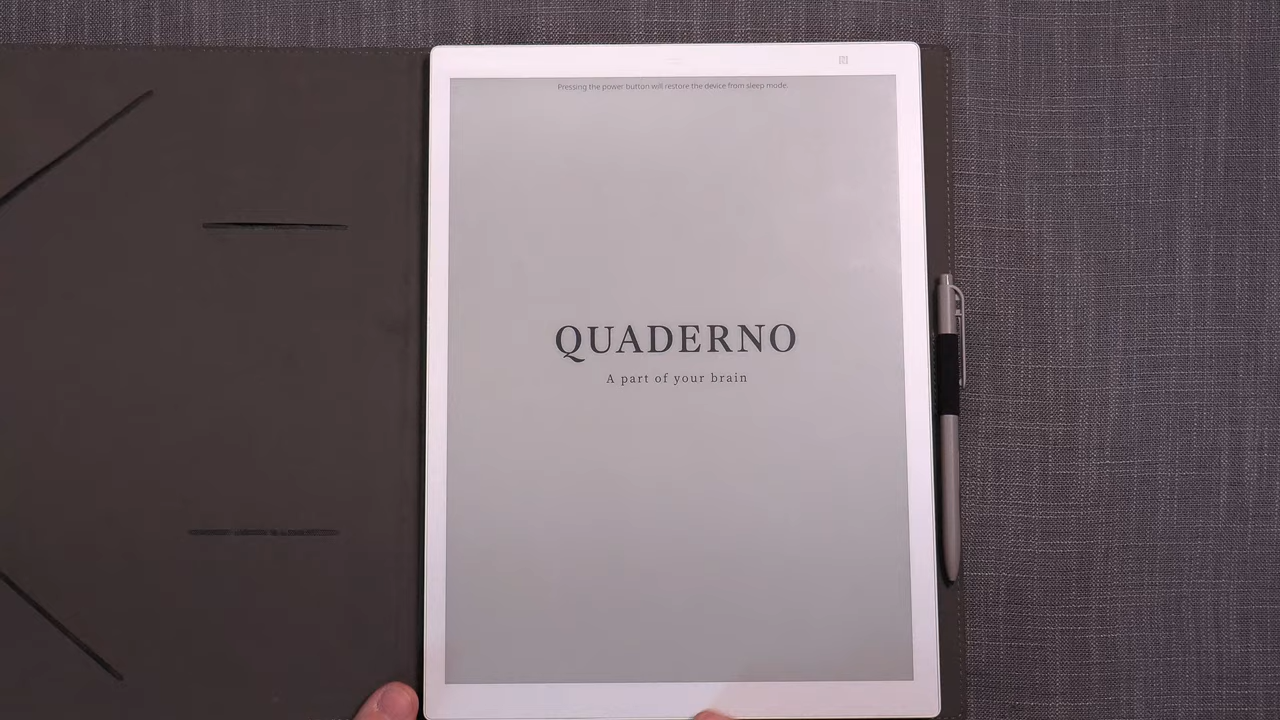 Pressing the power button will restore the device from sleep mode.
QUADERNO
A part of your brain